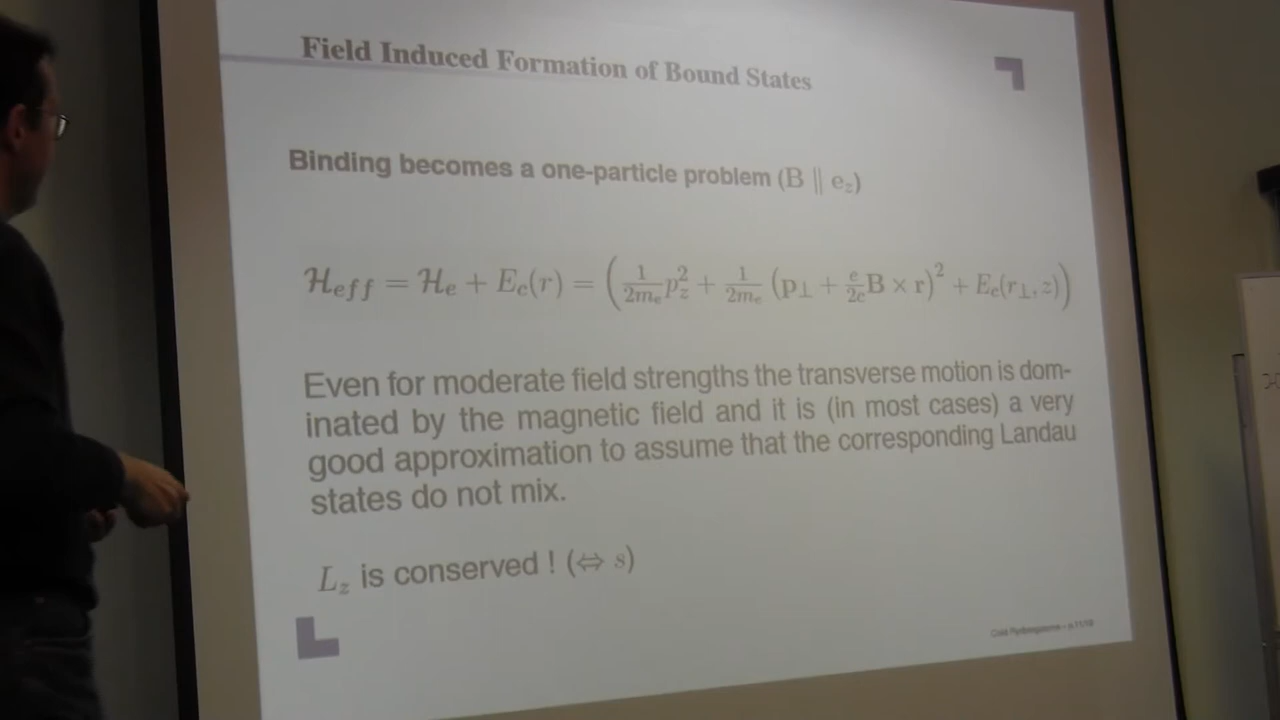 Field Induced Formation of Bound States
Binding becomes a one-particle problem (B ∥ e_z)
ℋ_eff = ℋ_e + E_c(r) = ( 1/2m_e p_z^2 + 1/2m_e (p⊥ + e/2c B × r)^2 + E_c(r⊥, z) )
Even for moderate field strengths the transverse motion is dom-
inated by the magnetic field and it is (in most cases) a very
good approximation to assume that the corresponding Landau
states do not mix.
L_z is conserved ! (⇔ s)